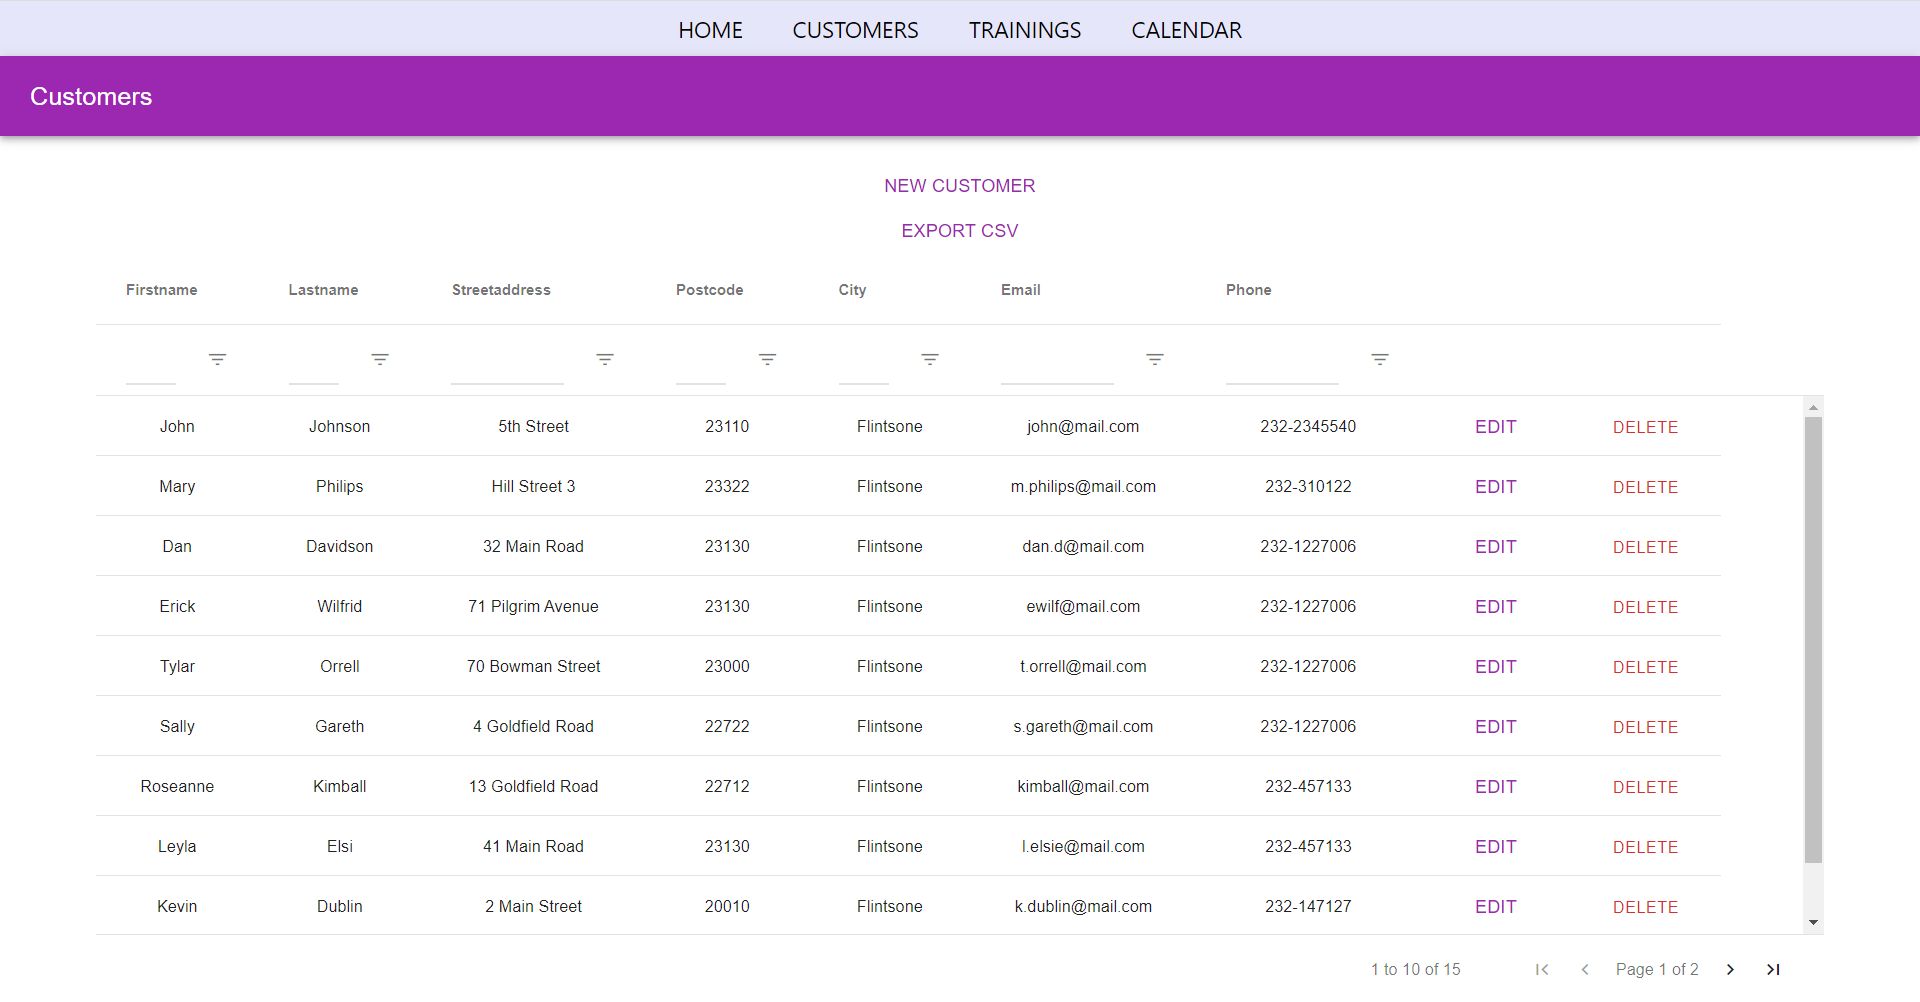 HOME CUSTOMERS TRAININGS CALENDAR
Customers
NEW CUSTOMER
EXPORT CSV
Firstname Lastname Streetaddress Postcode City Email Phone
John Johnson 5th Street 23110 Flintsone john@mail.com 232-2345540 EDIT DELETE
Mary Philips Hill Street 3 23322 Flintsone m.philips@mail.com 232-310122 EDIT DELETE
Dan Davidson 32 Main Road 23130 Flintsone dan.d@mail.com 232-1227006 EDIT DELETE
Erick Wilfrid 71 Pilgrim Avenue 23130 Flintsone ewilf@mail.com 232-1227006 EDIT DELETE
Tylar Orrell 70 Bowman Street 23000 Flintsone t.orrell@mail.com 232-1227006 EDIT DELETE
Sally Gareth 4 Goldfield Road 22722 Flintsone s.gareth@mail.com 232-1227006 EDIT DELETE
Roseanne Kimball 13 Goldfield Road 22712 Flintsone kimball@mail.com 232-457133 EDIT DELETE
Leyla Elsi 41 Main Road 23130 Flintsone l.elsie@mail.com 232-457133 EDIT DELETE
Kevin Dublin 2 Main Street 20010 Flintsone k.dublin@mail.com 232-147127 EDIT DELETE
1 to 10 of 15 Page 1 of 2